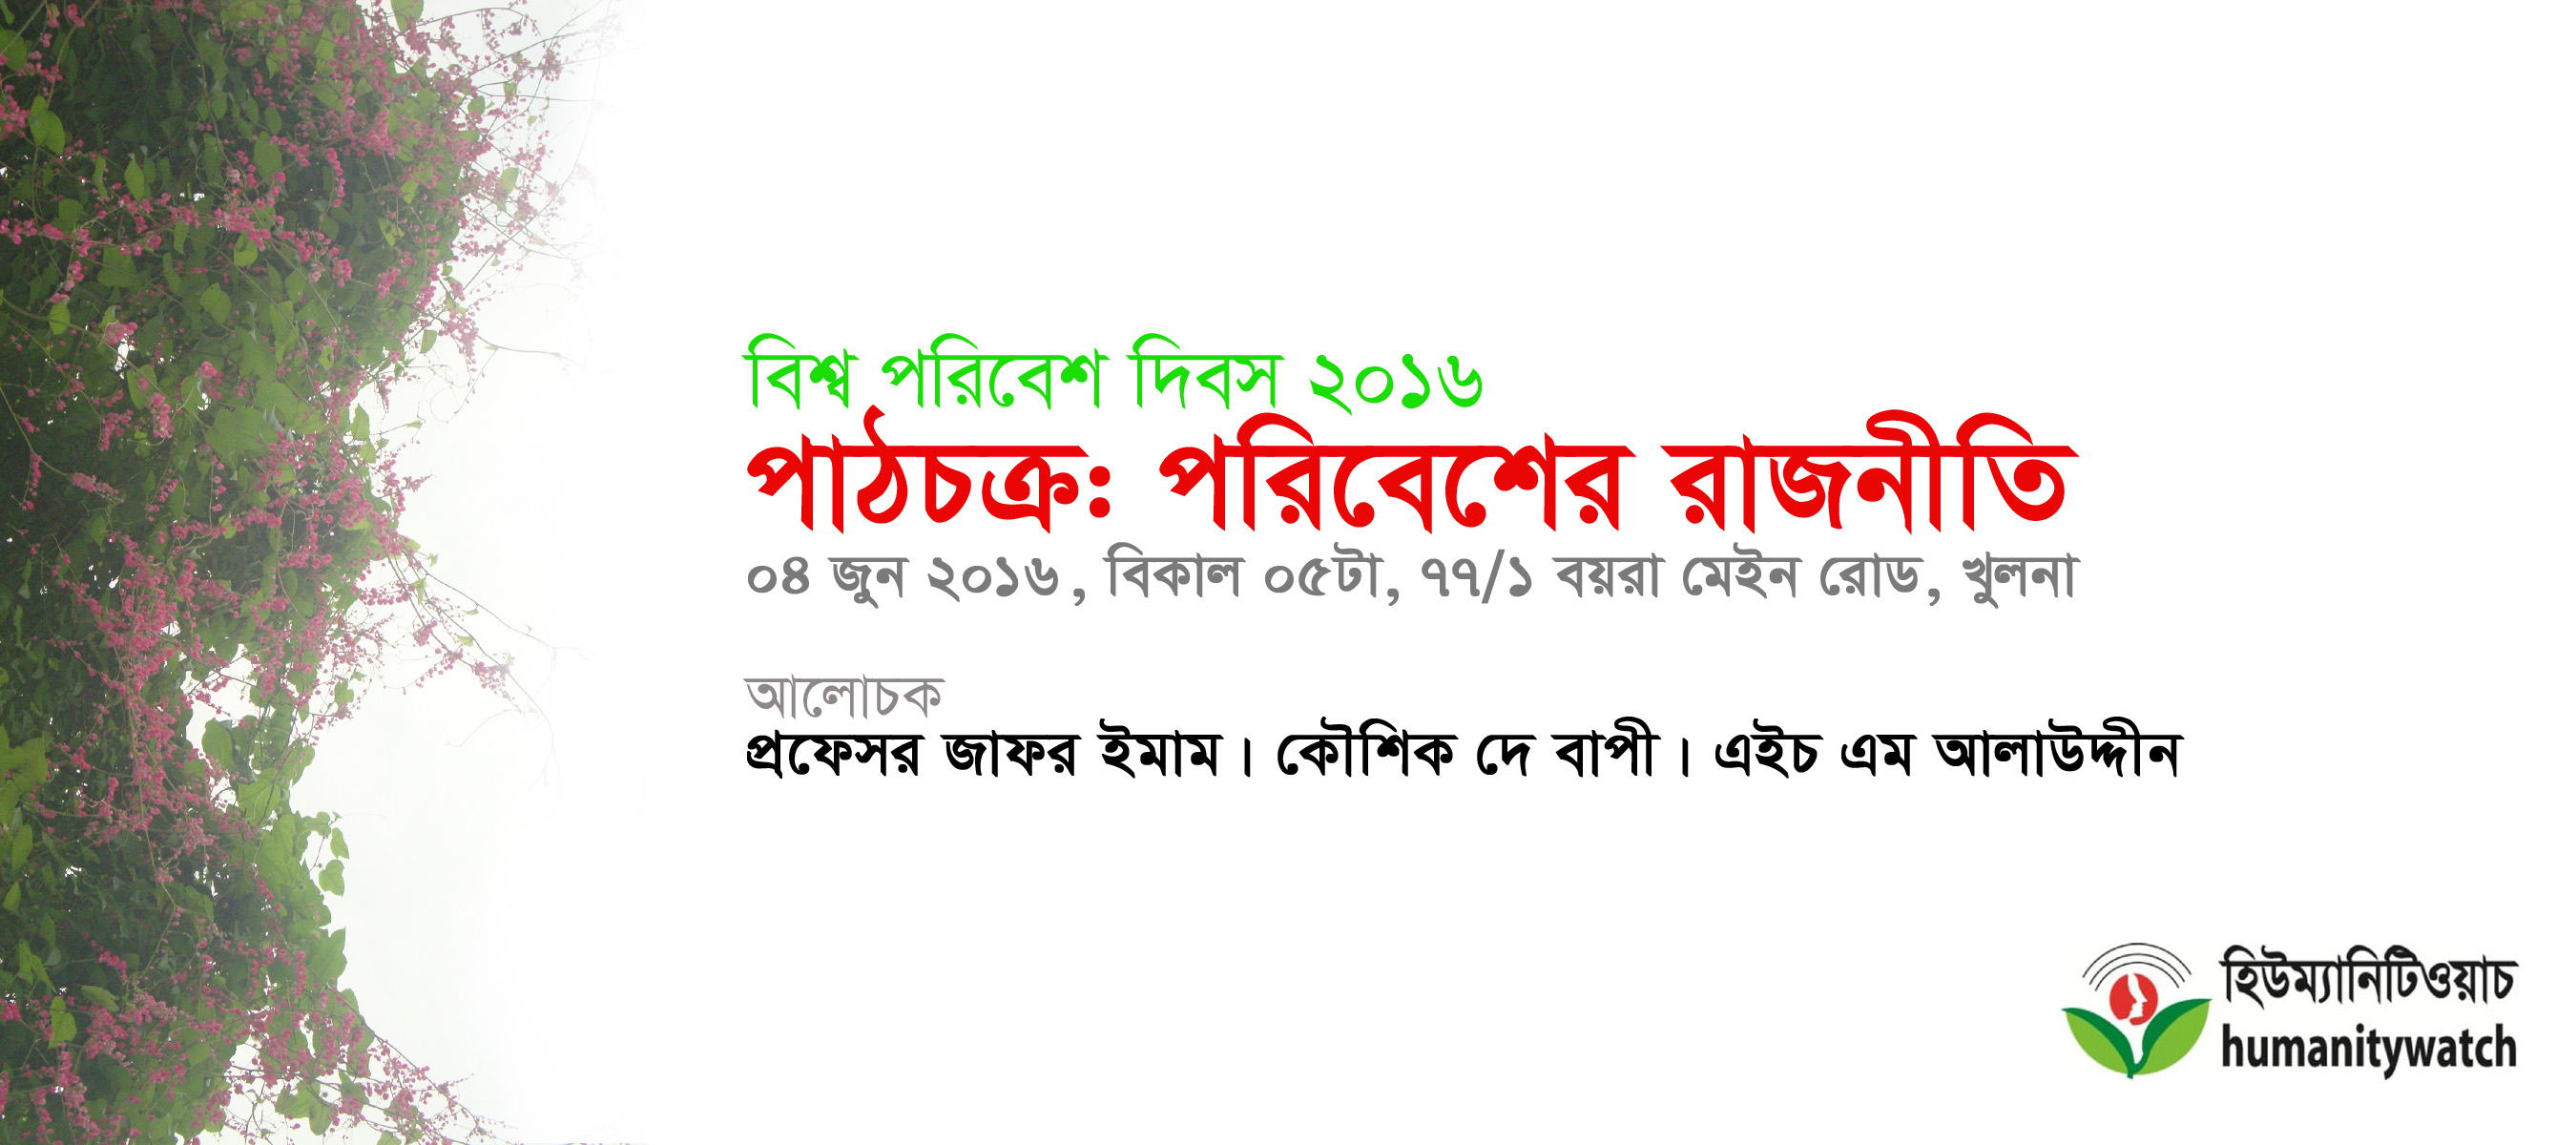 বিশ্ব পরিবেশ দিবস ২০১৬
পাঠচক্র: পরিবেশের রাজনীতি
০৪ জুন ২০১৬, বিকাল ০৫টা, ৭৭/১ বয়রা মেইন রোড, খুলনা
আলোচক
প্রফেসর জাফর ইমাম। কৌশিক দে বাপী। এইচ এম আলাউদ্দীন
হিউম্যানিটিওয়াচ
humanitywatch